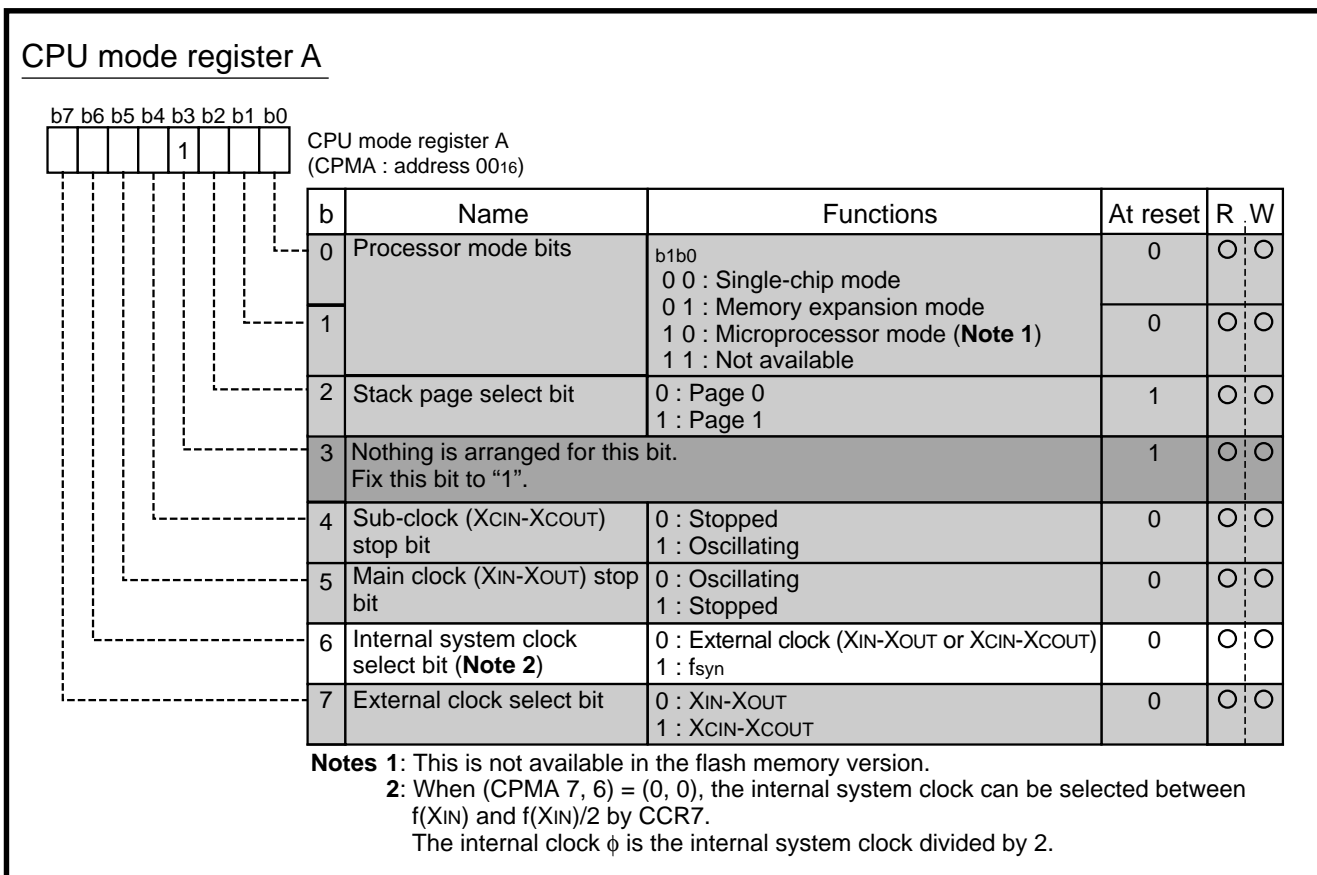 CPU mode register A
b7 b6 b5 b4 b3 b2 b1 b0
1
CPU mode register A
(CPMA : address 0016)
b Name Functions At reset R W
0 Processor mode bits b1b0 0 ○ ○
0 0 : Single-chip mode
0 1 : Memory expansion mode
1 0 ○ ○
1 0 : Microprocessor mode (Note 1)
1 1 : Not available
2 Stack page select bit 0 : Page 0 1 ○ ○
1 : Page 1
3 Nothing is arranged for this bit. 1 ○ ○
Fix this bit to “1”.
4 Sub-clock (XCIN-XCOUT) 0 : Stopped 0 ○ ○
stop bit 1 : Oscillating
5 Main clock (XIN-XOUT) stop 0 : Oscillating 0 ○ ○
bit 1 : Stopped
6 Internal system clock 0 : External clock (XIN-XOUT or XCIN-XCOUT) 0 ○ ○
select bit (Note 2) 1 : fsyn
7 External clock select bit 0 : XIN-XOUT 0 ○ ○
1 : XCIN-XCOUT
Notes 1: This is not available in the flash memory version.
2: When (CPMA 7, 6) = (0, 0), the internal system clock can be selected between
f(XIN) and f(XIN)/2 by CCR7.
The internal clock ϕ is the internal system clock divided by 2.